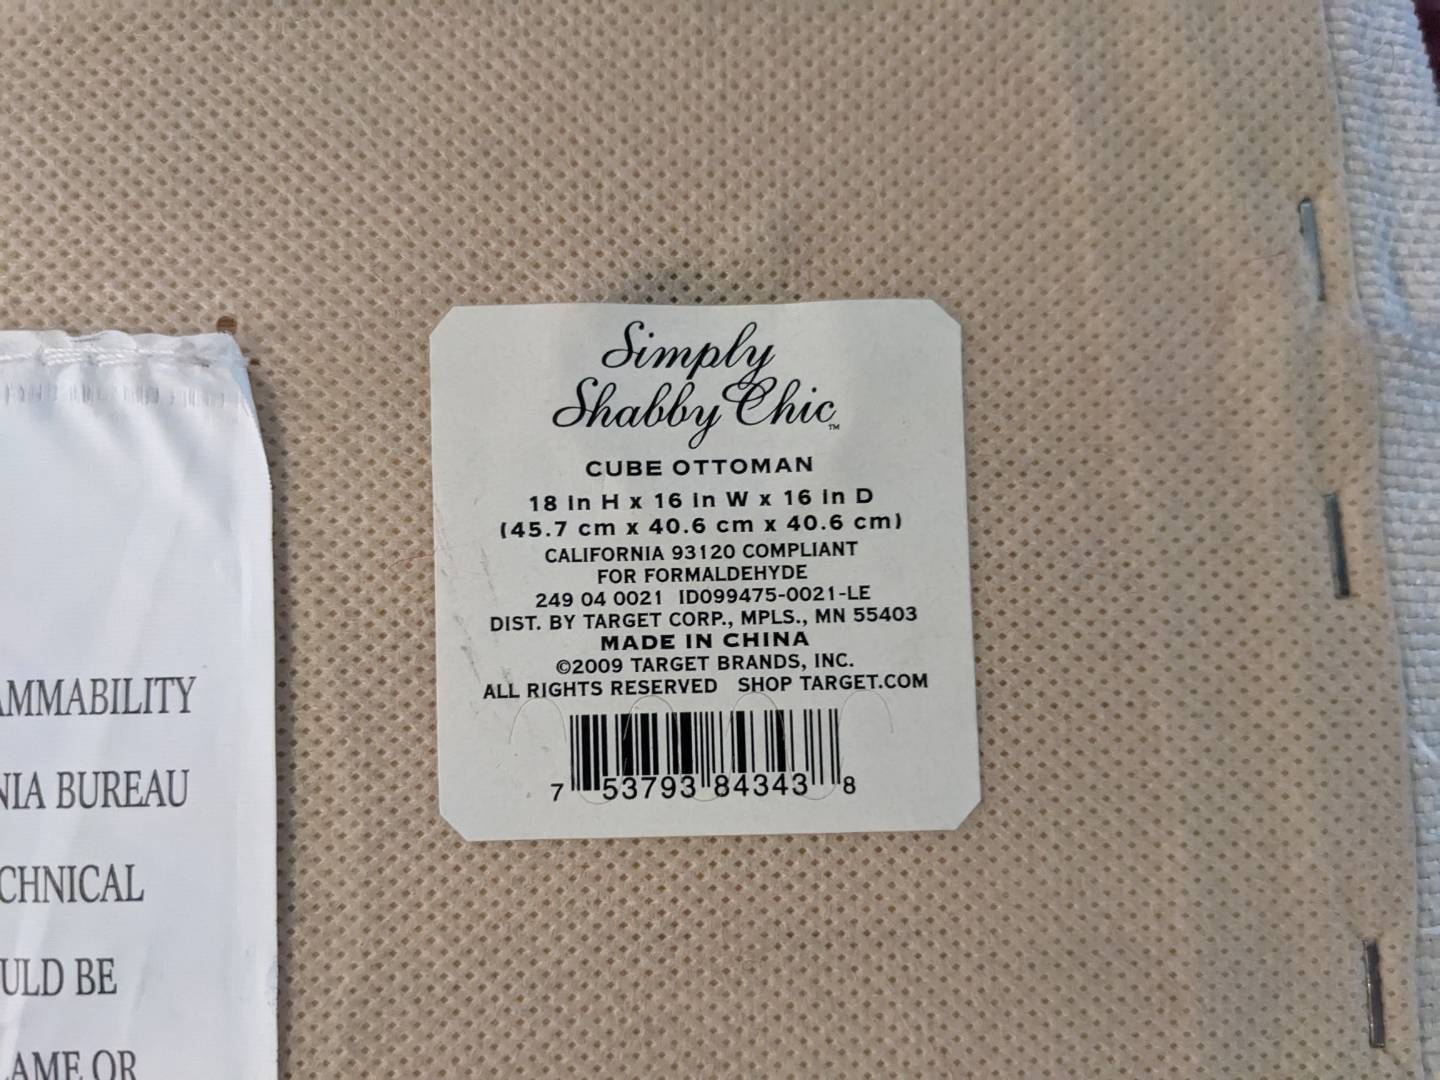 Simply
Shabby Chic™
CUBE OTTOMAN
18 in H x 16 in W x 16 in D
(45.7 cm x 40.6 cm x 40.6 cm)
CALIFORNIA 93120 COMPLIANT
FOR FORMALDEHYDE
249 04 0021 ID099475-0021-LE
DIST. BY TARGET CORP., MPLS., MN 55403
MADE IN CHINA
©2009 TARGET BRANDS, INC.
ALL RIGHTS RESERVED SHOP TARGET.COM
7 53793 84343 8
AMMABILITY
NIA BUREAU
CHNICAL
ULD BE
LAME OR